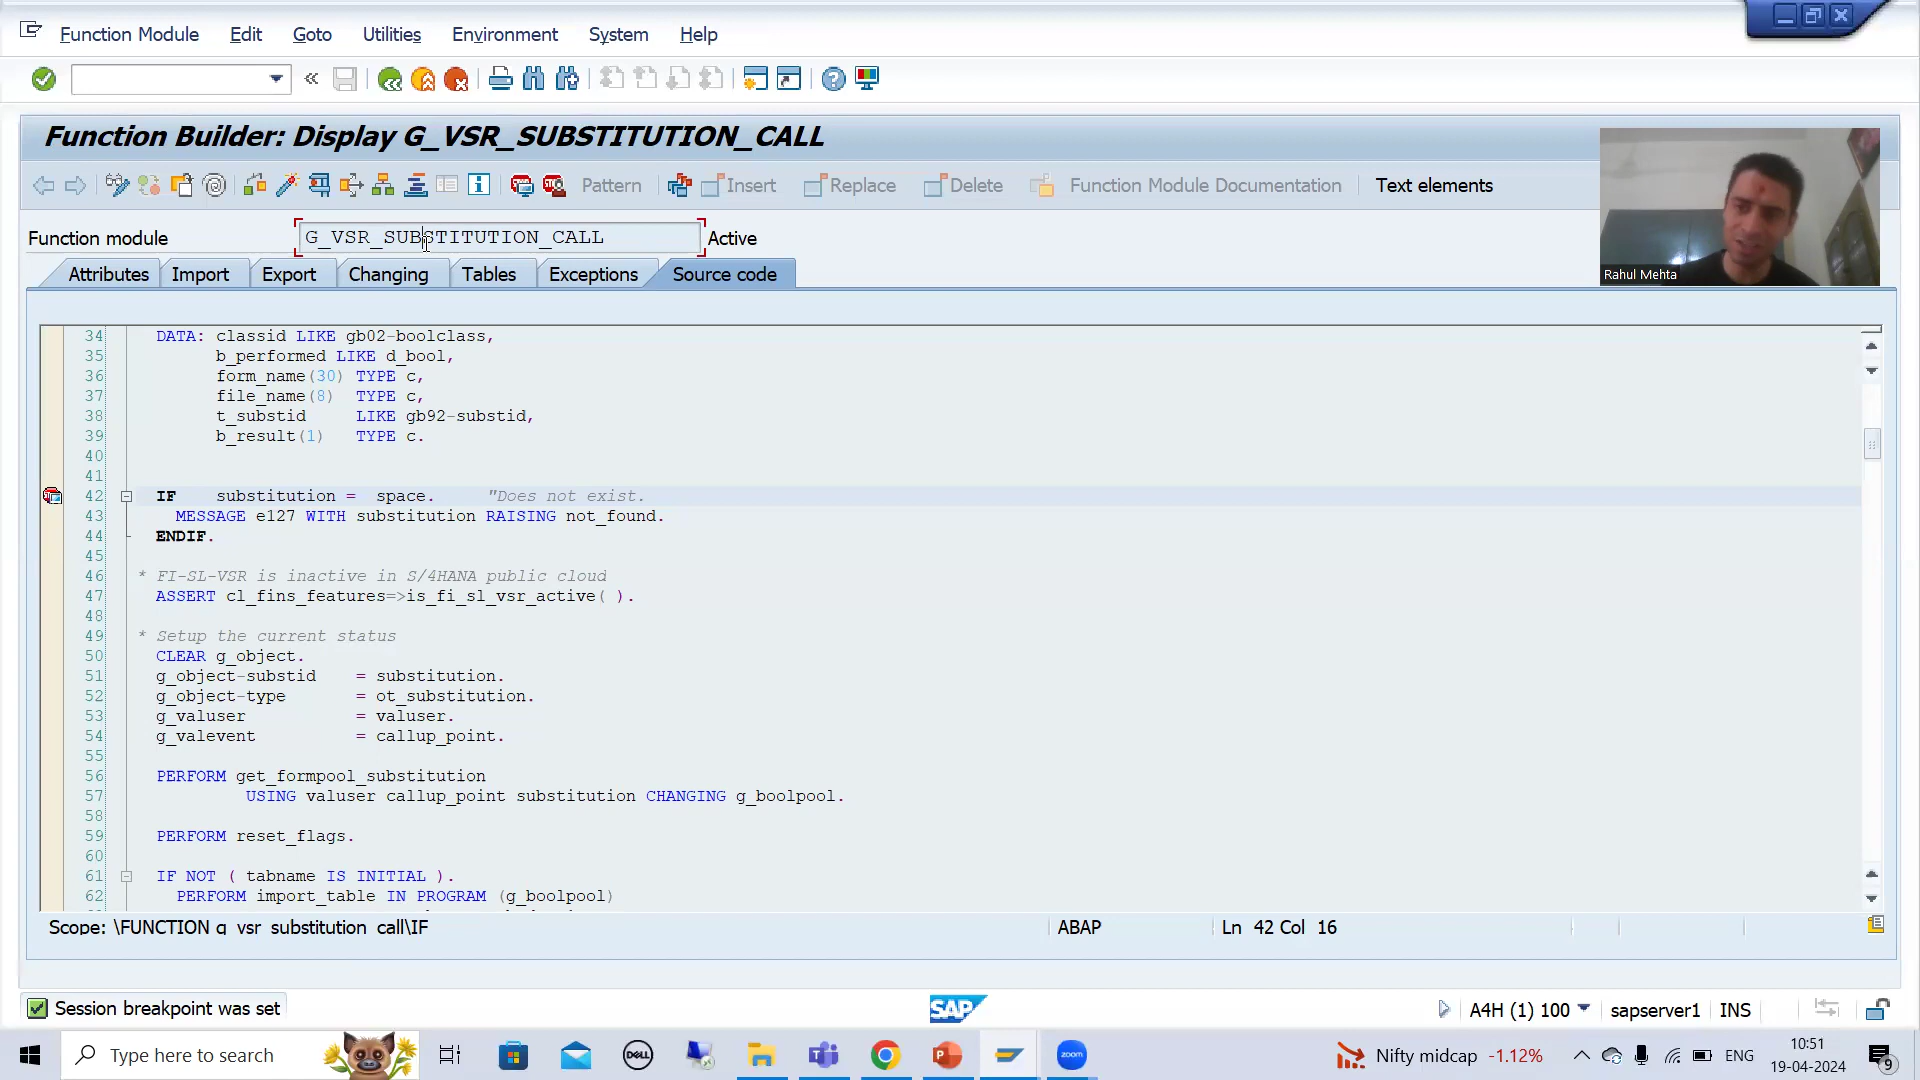 Function Module Edit Goto Utilities Environment System Help
Function Builder: Display G_VSR_SUBSTITUTION_CALL
Pattern Insert Replace Delete Function Module Documentation Text elements
Function module G_VSR_SUBSTITUTION_CALL Active
Attributes Import Export Changing Tables Exceptions Source code
Rahul Mehta
34 DATA: classid LIKE gb02-boolclass,
35 b_performed LIKE d_bool,
36 form_name(30) TYPE c,
37 file_name(8) TYPE c,
38 t_substid LIKE gb92-substid,
39 b_result(1) TYPE c.
40
41
42 IF substitution = space. "Does not exist.
43 MESSAGE e127 WITH substitution RAISING not_found.
44 ENDIF.
45
46 * FI-SL-VSR is inactive in S/4HANA public cloud
47 ASSERT cl_fins_features=>is_fi_sl_vsr_active( ).
48
49 * Setup the current status
50 CLEAR g_object.
51 g_object-substid = substitution.
52 g_object-type = ot_substitution.
53 g_valuser = valuser.
54 g_valevent = callup_point.
55
56 PERFORM get_formpool_substitution
57 USING valuser callup_point substitution CHANGING g_boolpool.
58
59 PERFORM reset_flags.
60
61 IF NOT ( tabname IS INITIAL ).
62 PERFORM import_table IN PROGRAM (g_boolpool)
Scope: \FUNCTION g_vsr_substitution_call\IF ABAP Ln 42 Col 16
Session breakpoint was set SAP A4H (1) 100 sapserver1 INS
Type here to search DELL zoom Nifty midcap -1.12% ENG 10:51
19-04-2024 9